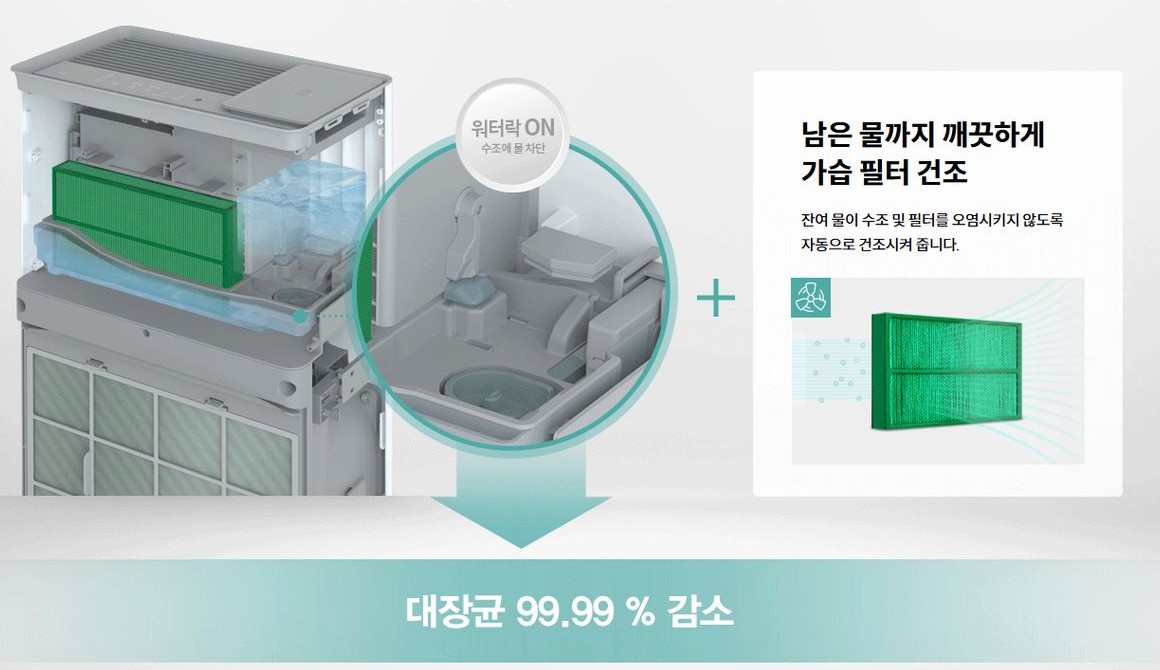 워터락 ON
수조에 물 차단
남은 물까지 깨끗하게
가습 필터 건조
잔여 물이 수조 및 필터를 오염시키지 않도록
자동으로 건조시켜 줍니다.
대장균 99.99 % 감소